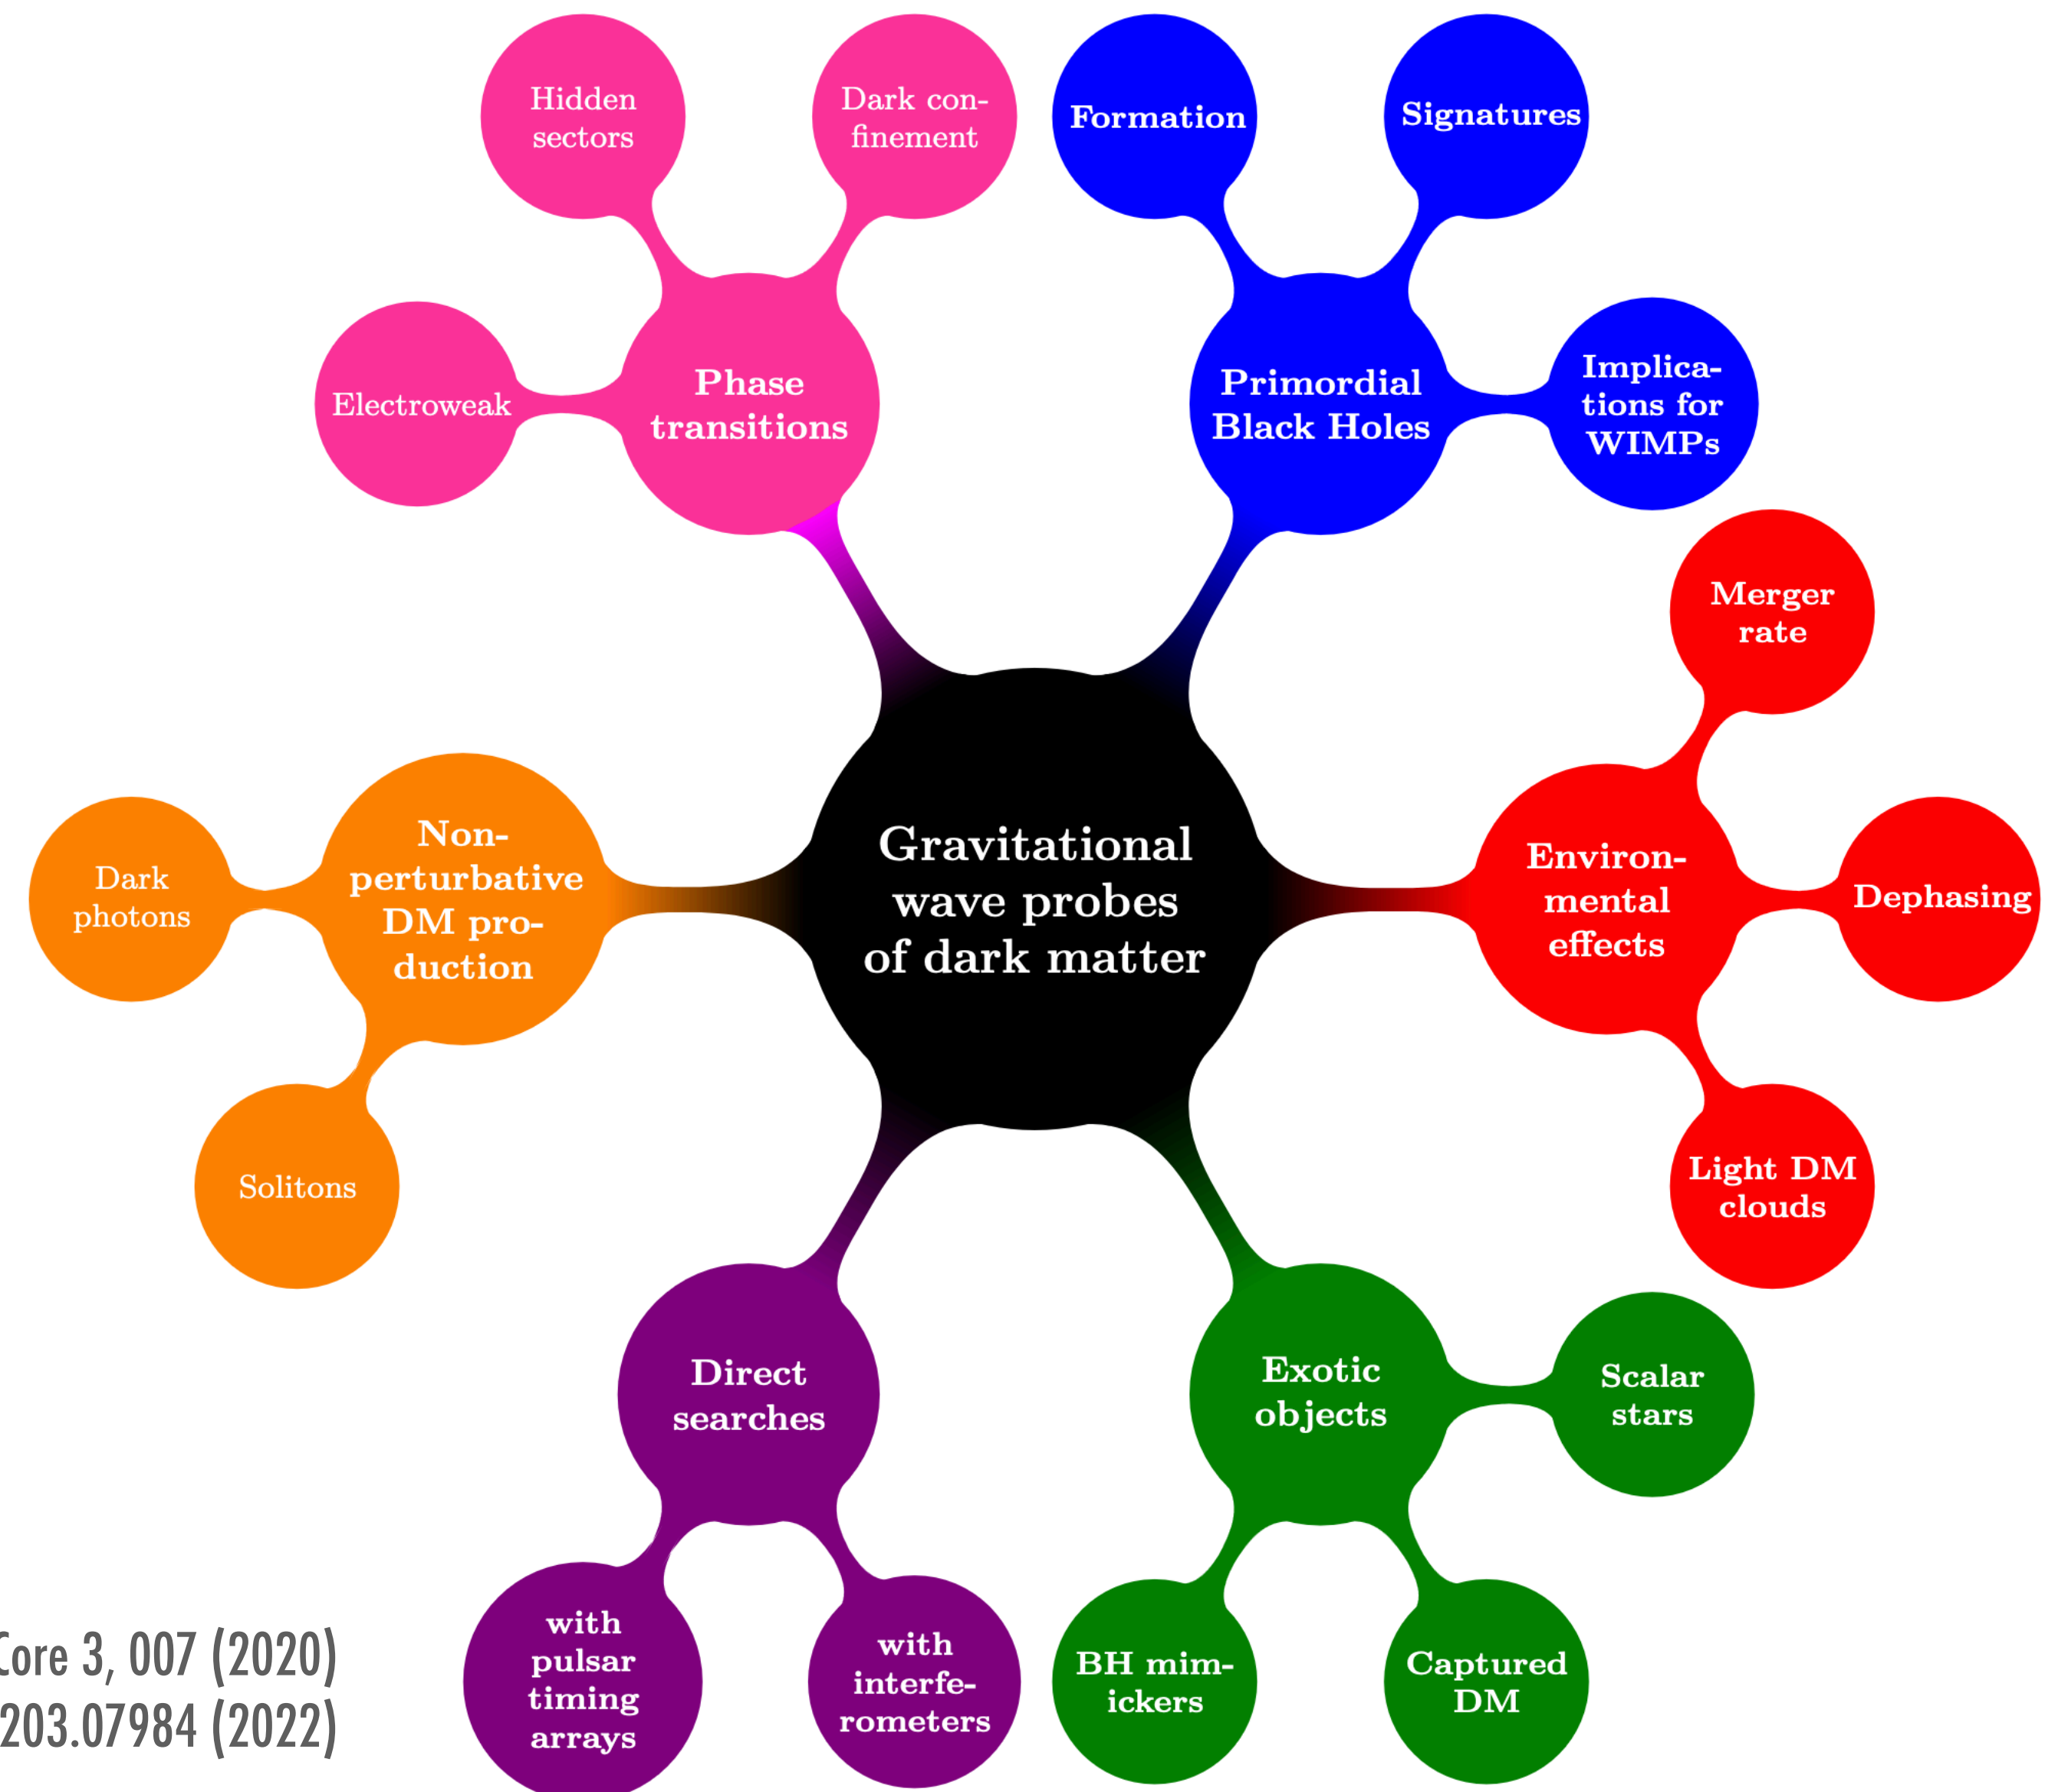 Hidden
sectors
Dark con-
finement
Formation
Signatures
Electroweak
Phase
transitions
Primordial
Black Holes
Implica-
tions for
WIMPs
Merger
rate
Gravitational
wave probes
of dark matter
Non-
perturbative
DM pro-
duction
Dark
photons
Solitons
Environ-
mental
effects
Dephasing
Light DM
clouds
Direct
searches
Exotic
objects
Scalar
stars
with
pulsar
timing
arrays
with
interfe-
rometers
BH mim-
ickers
Captured
DM
Core 3, 007 (2020)
203.07984 (2022)